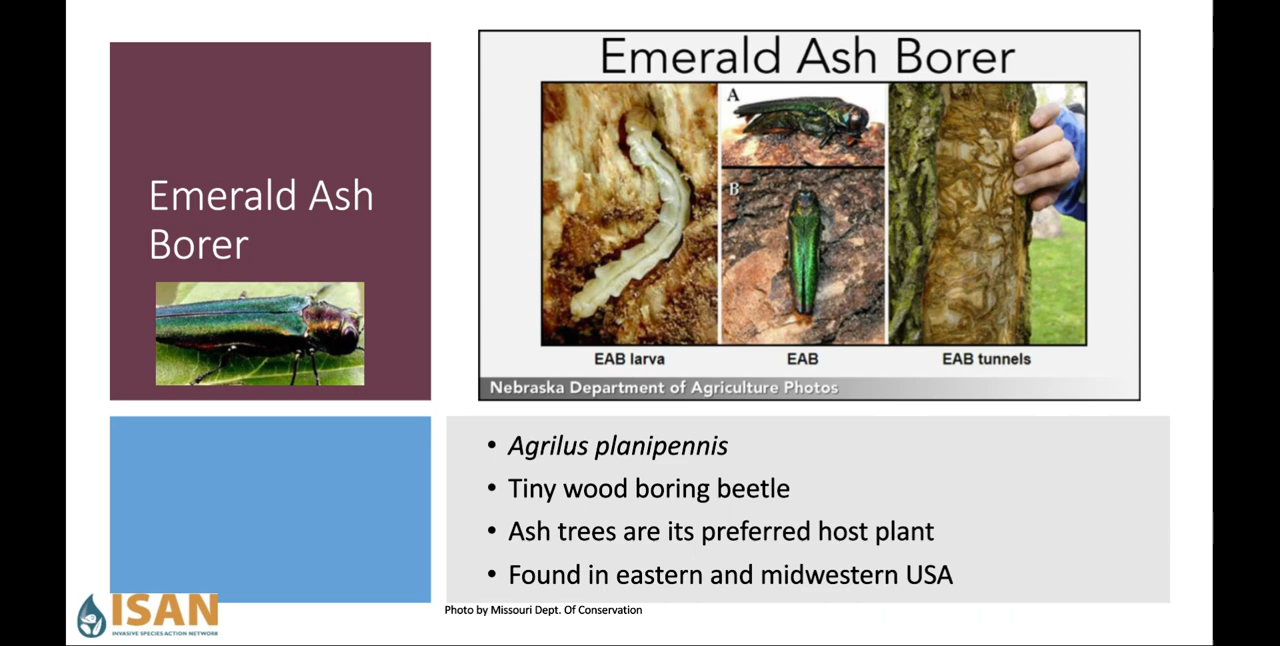 Emerald Ash
Borer
Emerald Ash Borer
A
B
EAB larva
EAB
EAB tunnels
Nebraska Department of Agriculture Photos
• Agrilus planipennis
• Tiny wood boring beetle
• Ash trees are its preferred host plant
• Found in eastern and midwestern USA
Photo by Missouri Dept. Of Conservation
ISAN
INVASIVE SPECIES ACTION NETWORK